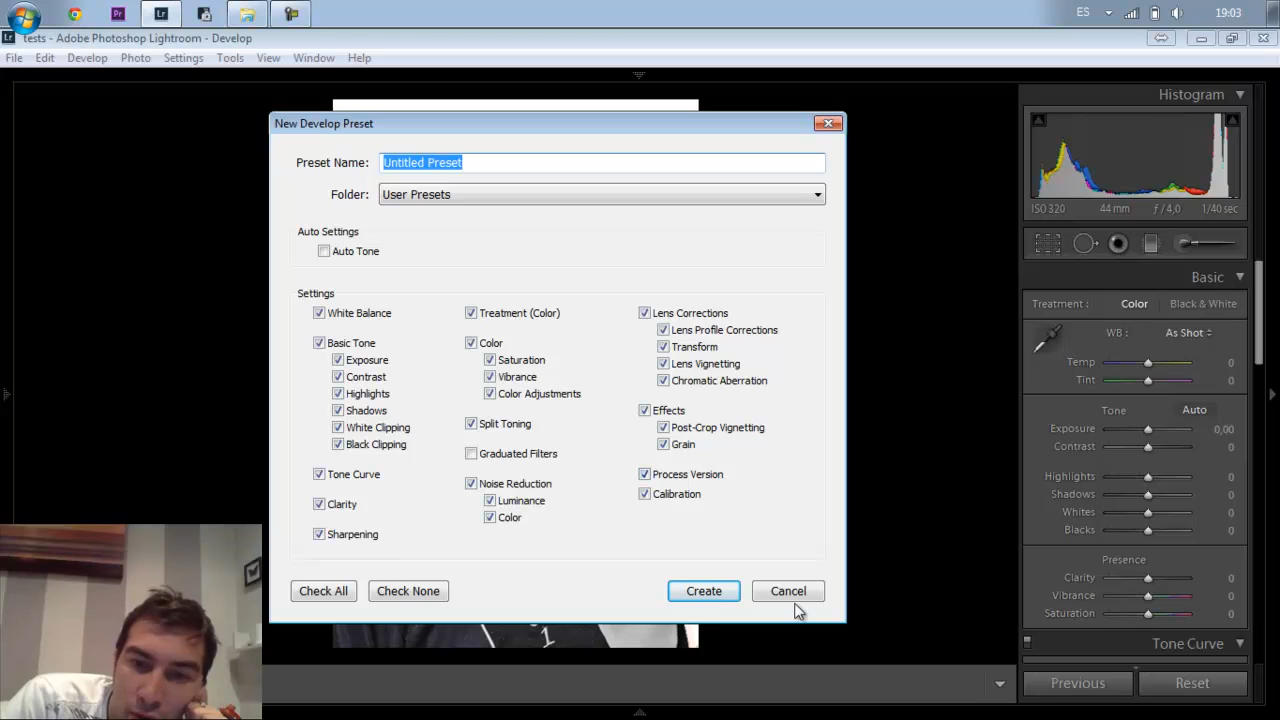 Pr
Lr
ES
19:03
Lr
tests - Adobe Photoshop Lightroom - Develop
File Edit Develop Photo Settings Tools View Window Help
New Develop Preset
Preset Name: Untitled Preset
Folder: User Presets
Auto Settings
Auto Tone
Settings
White Balance
Basic Tone
Exposure
Contrast
Highlights
Shadows
White Clipping
Black Clipping
Tone Curve
Clarity
Sharpening
Treatment (Color)
Color
Saturation
Vibrance
Color Adjustments
Split Toning
Graduated Filters
Noise Reduction
Luminance
Color
Lens Corrections
Lens Profile Corrections
Transform
Lens Vignetting
Chromatic Aberration
Effects
Post-Crop Vignetting
Grain
Process Version
Calibration
Check All
Check None
Create
Cancel
Histogram
ISO 320 44 mm ƒ / 4,0 1/40 sec
Basic
Treatment : Color Black & White
WB : As Shot
Temp 0
Tint 0
Tone Auto
Exposure 0,00
Contrast 0
Highlights 0
Shadows 0
Whites 0
Blacks 0
Presence
Clarity 0
Vibrance 0
Saturation 0
Tone Curve
Previous
Reset